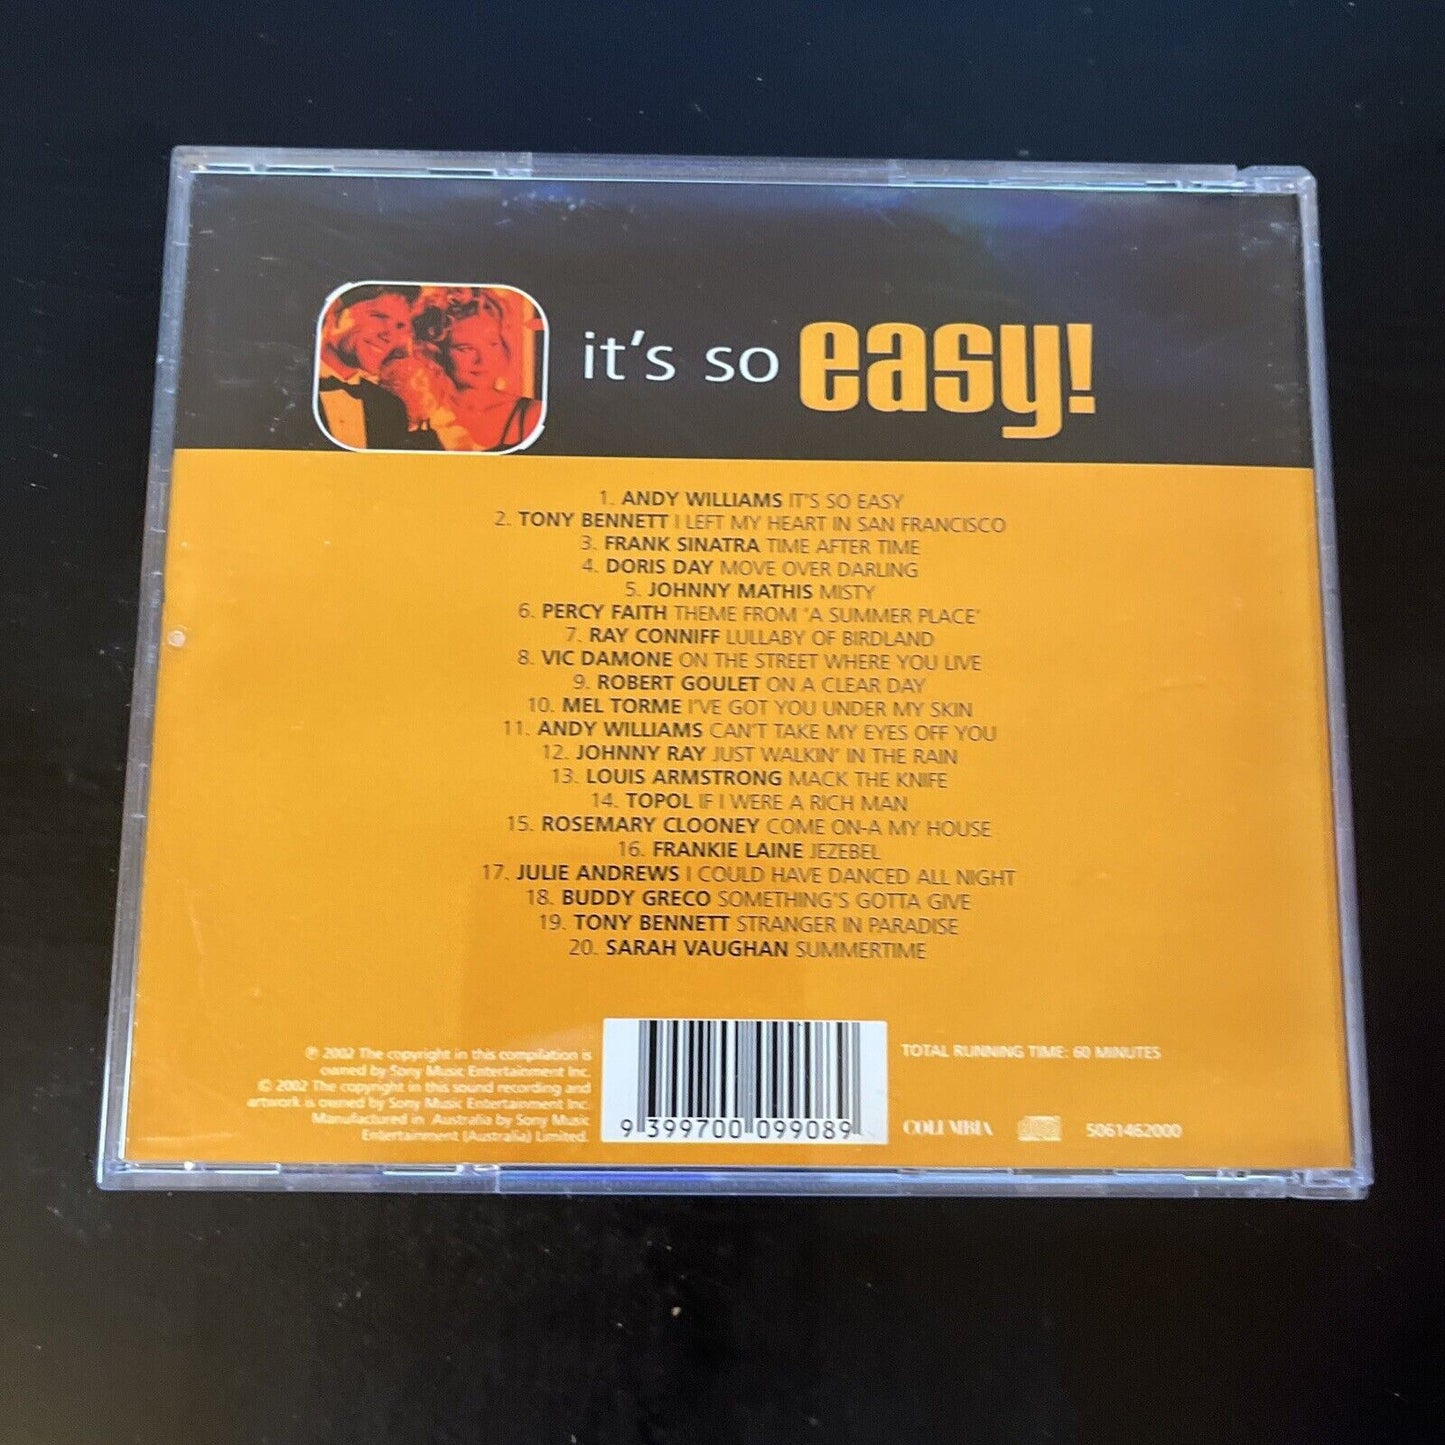 it's so easy!
1. ANDY WILLIAMS IT'S SO EASY
2. TONY BENNETT I LEFT MY HEART IN SAN FRANCISCO
3. FRANK SINATRA TIME AFTER TIME
4. DORIS DAY MOVE OVER DARLING
5. JOHNNY MATHIS MISTY
6. PERCY FAITH THEME FROM 'A SUMMER PLACE'
7. RAY CONNIFF LULLABY OF BIRDLAND
8. VIC DAMONE ON THE STREET WHERE YOU LIVE
9. ROBERT GOULET ON A CLEAR DAY
10. MEL TORME I'VE GOT YOU UNDER MY SKIN
11. ANDY WILLIAMS CAN'T TAKE MY EYES OFF YOU
12. JOHNNY RAY JUST WALKIN' IN THE RAIN
13. LOUIS ARMSTRONG MACK THE KNIFE
14. TOPOL IF I WERE A RICH MAN
15. ROSEMARY CLOONEY COME ON-A MY HOUSE
16. FRANKIE LAINE JEZEBEL
17. JULIE ANDREWS I COULD HAVE DANCED ALL NIGHT
18. BUDDY GRECO SOMETHING'S GOTTA GIVE
19. TONY BENNETT STRANGER IN PARADISE
20. SARAH VAUGHAN SUMMERTIME
℗ 2002 The copyright in this compilation is
owned by Sony Music Entertainment Inc.
© 2002 The copyright in this sound recording and
artwork is owned by Sony Music Entertainment Inc.
Manufactured in Australia by Sony Music
Entertainment (Australia) Limited.
9 399700 099089
TOTAL RUNNING TIME: 60 MINUTES
COLUMBIA
5061462000